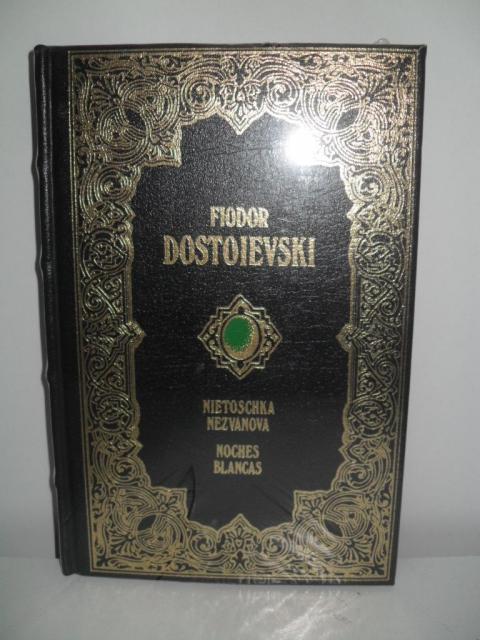 FIODOR
DOSTOIEVSKI
NIETOSCHKA
NEZVANOVA
NOCHES
BLANCAS